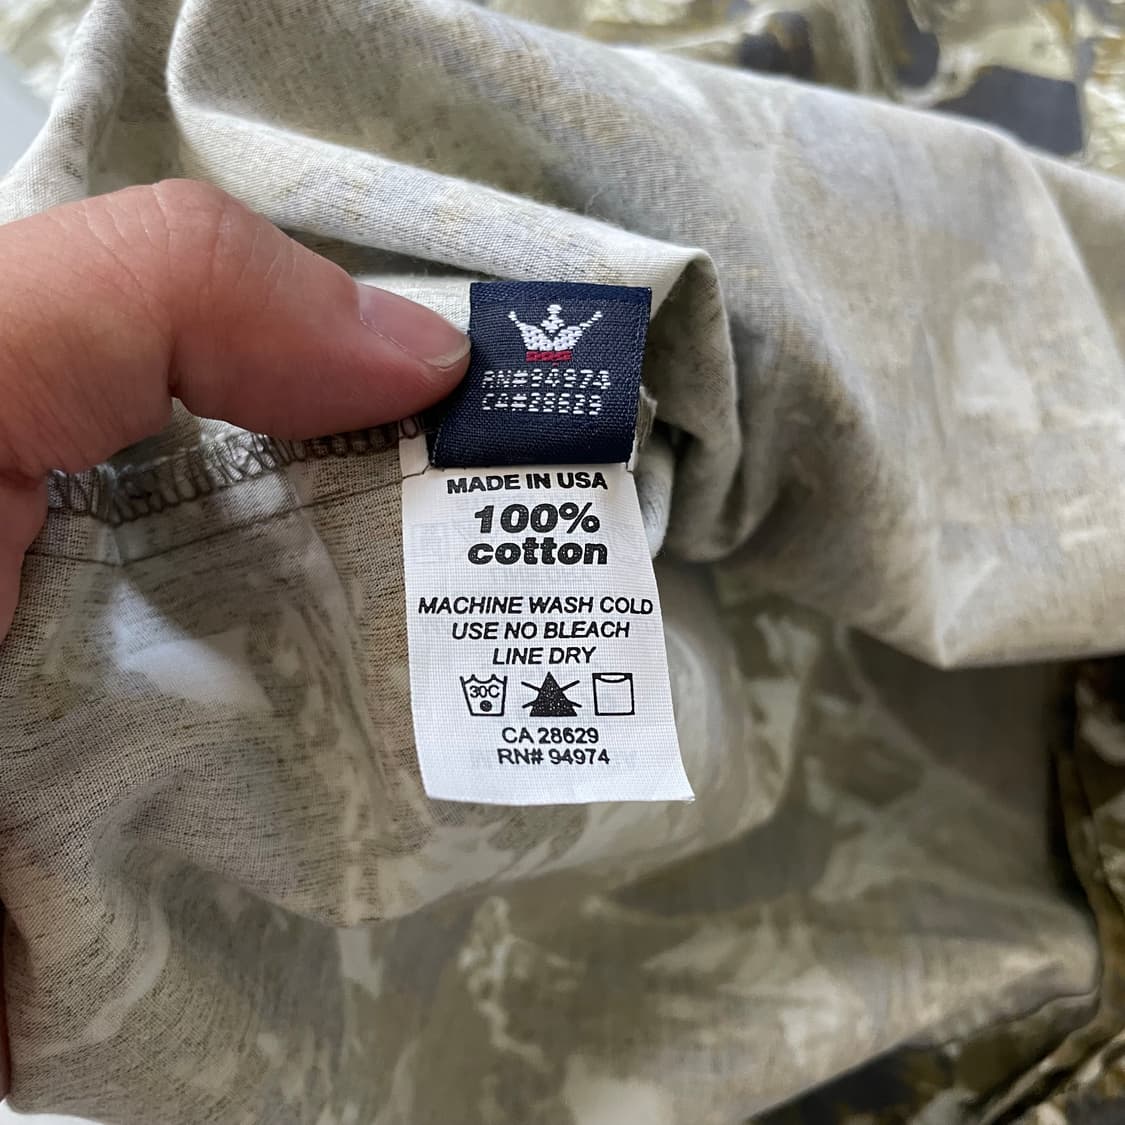 RN#94974
CA#28629
MADE IN USA
100%
cotton
MACHINE WASH COLD
USE NO BLEACH
LINE DRY
30C
CA 28629
RN# 94974